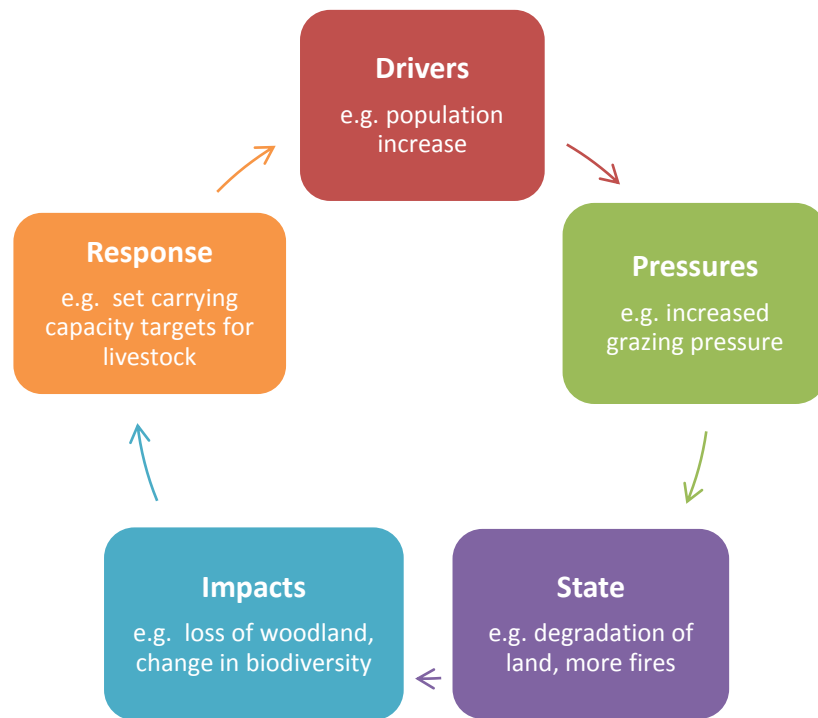 Drivers
e.g. population
increase
Pressures
e.g. increased
grazing pressure
State
e.g. degradation of
land, more fires
Impacts
e.g.  loss of woodland,
change in biodiversity
Response
e.g.  set carrying
capacity targets for
livestock